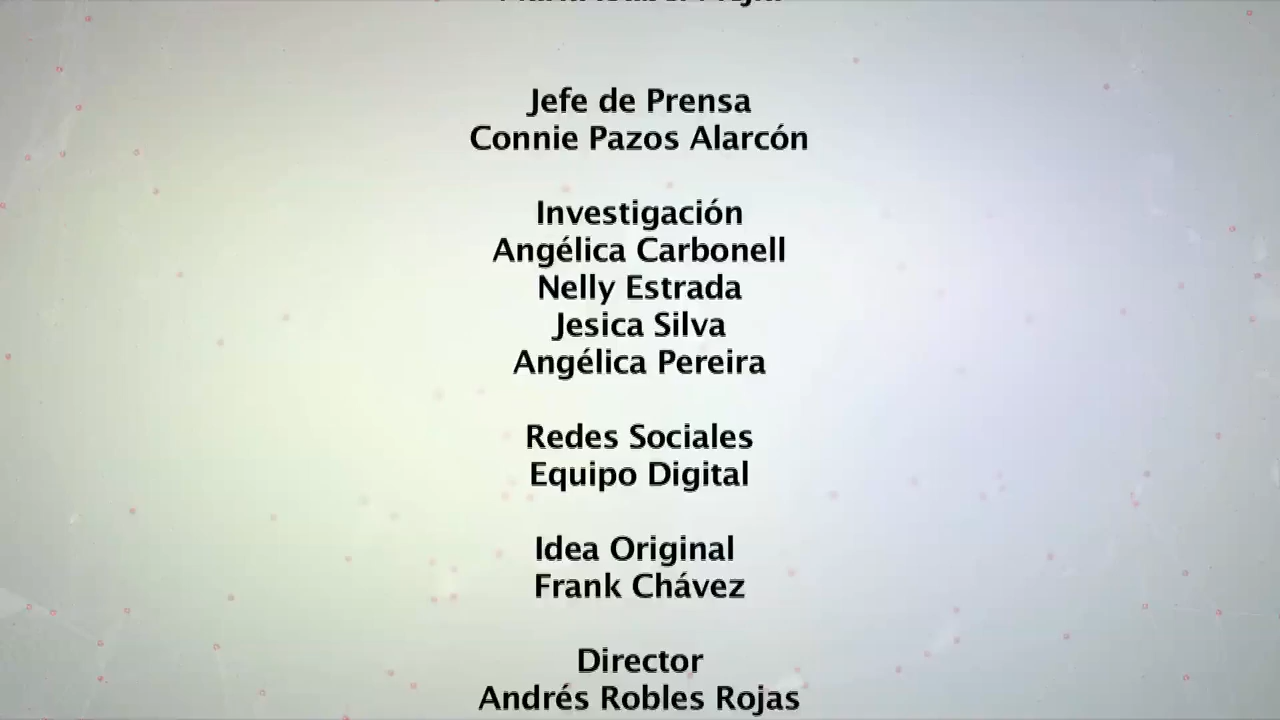 Jefe de Prensa
Connie Pazos Alarcón
Investigación
Angélica Carbonell
Nelly Estrada
Jesica Silva
Angélica Pereira
Redes Sociales
Equipo Digital
Idea Original
Frank Chávez
Director
Andrés Robles Rojas